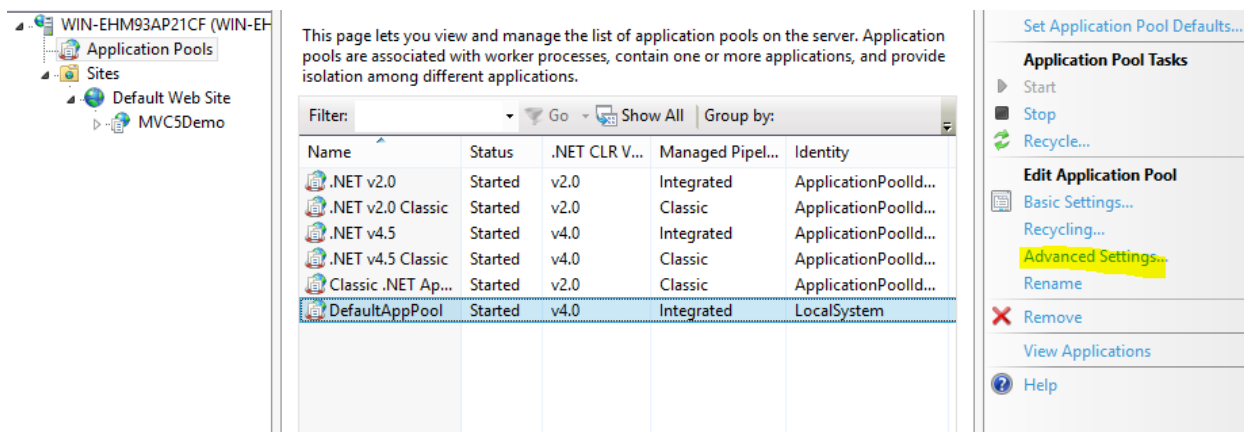 WIN-EHM93AP21CF (WIN-EH
Application Pools
Sites
Default Web Site
MVC5Demo
This page lets you view and manage the list of application pools on the server. Application
pools are associated with worker processes, contain one or more applications, and provide
isolation among different applications.
Filter: Go Show All Group by:
Name Status .NET CLR V... Managed Pipel... Identity
.NET v2.0 Started v2.0 Integrated ApplicationPoolId...
.NET v2.0 Classic Started v2.0 Classic ApplicationPoolId...
.NET v4.5 Started v4.0 Integrated ApplicationPoolId...
.NET v4.5 Classic Started v4.0 Classic ApplicationPoolId...
Classic .NET Ap... Started v2.0 Classic ApplicationPoolId...
DefaultAppPool Started v4.0 Integrated LocalSystem
Set Application Pool Defaults...
Application Pool Tasks
Start
Stop
Recycle...
Edit Application Pool
Basic Settings...
Recycling...
Advanced Settings...
Rename
Remove
View Applications
Help